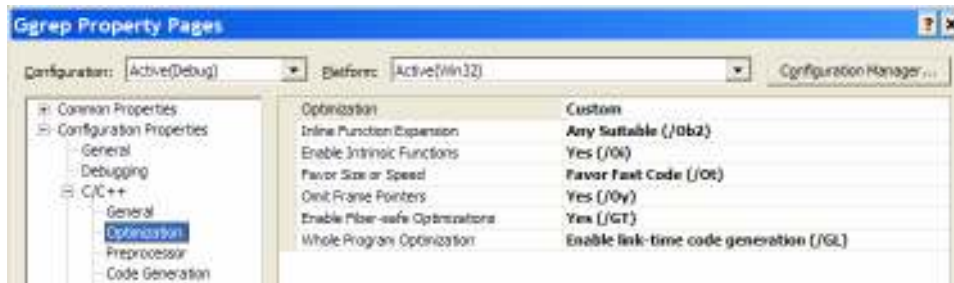 Ggrep Property Pages
Configuration: Active(Debug) Platform: Active(Win32) Configuration Manager...
Common Properties
Configuration Properties
General
Debugging
C/C++
General
Optimization
Preprocessor
Code Generation
Optimization Custom
Inline Function Expansion Any Suitable (/Ob2)
Enable Intrinsic Functions Yes (/Oi)
Favor Size or Speed Favor Fast Code (/Ot)
Omit Frame Pointers Yes (/Oy)
Enable Fiber-safe Optimizations Yes (/GT)
Whole Program Optimization Enable link-time code generation (/GL)